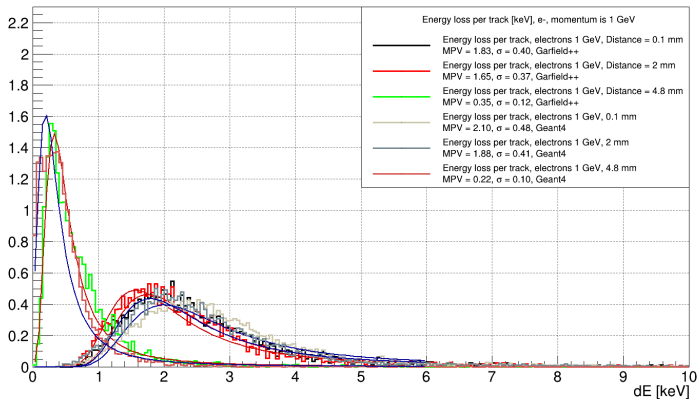 Energy loss per track [keV], e-, momentum is 1 GeV
Energy loss per track, electrons 1 GeV, Distance = 0.1 mm
MPV = 1.83, σ = 0.40, Garfield++
Energy loss per track, electrons 1 GeV, Distance = 2 mm
MPV = 1.65, σ = 0.37, Garfield++
Energy loss per track, electrons 1 GeV, Distance = 4.8 mm
MPV = 0.35, σ = 0.12, Garfield++
Energy loss per track, electrons 1 GeV, 0.1 mm
MPV = 2.10, σ = 0.48, Geant4
Energy loss per track, electrons 1 GeV, 2 mm
MPV = 1.88, σ = 0.41, Geant4
Energy loss per track, electrons 1 GeV, 4.8 mm
MPV = 0.22, σ = 0.10, Geant4
2.2
2
1.8
1.6
1.4
1.2
1
0.8
0.6
0.4
0.2
0
0 1 2 3 4 5 6 7 8 9 10
dE [keV]